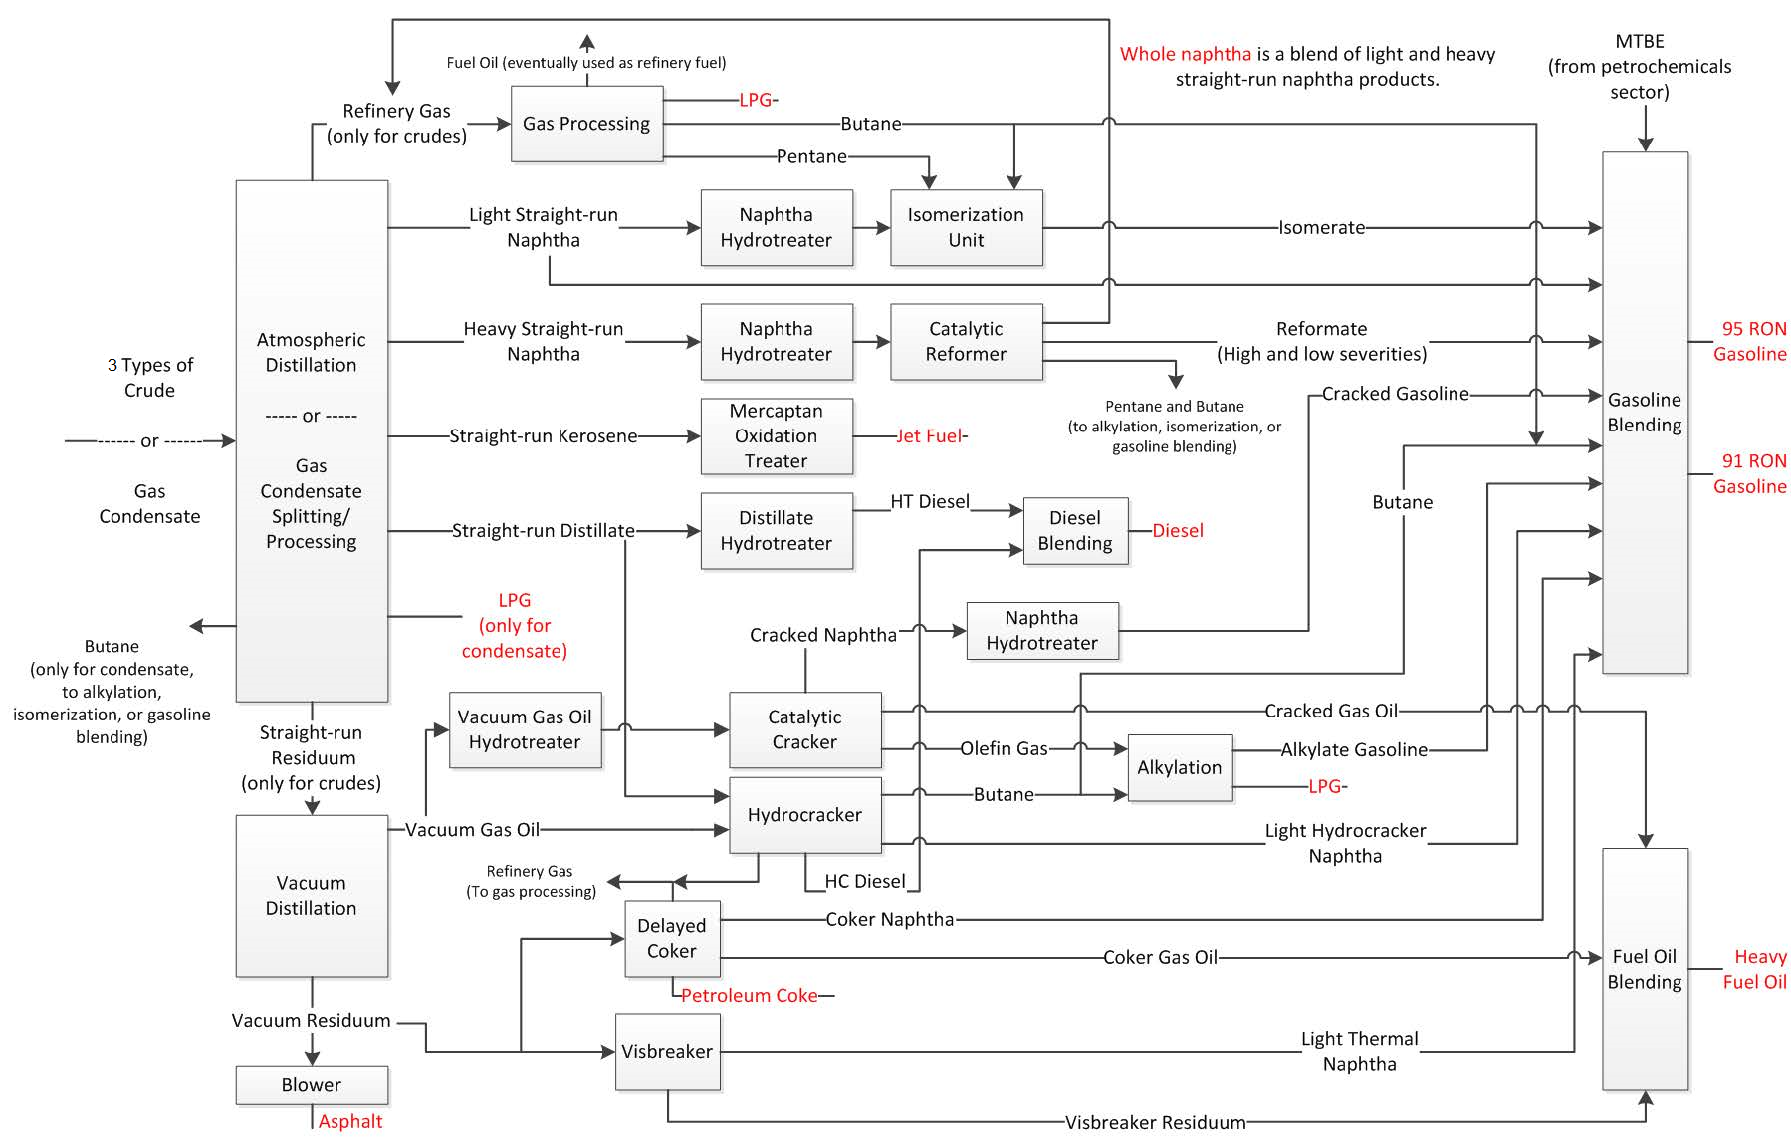 Whole naphtha is a blend of light and heavy
straight-run naphtha products.
MTBE
(from petrochemicals
sector)
Fuel Oil (eventually used as refinery fuel)
Refinery Gas
(only for crudes)
Gas Processing
LPG
Butane
Pentane
Light Straight-run
Naphtha
Naphtha
Hydrotreater
Isomerization
Unit
Isomerate
Atmospheric
Distillation
----- or -----
Gas
Condensate
Splitting/
Processing
3 Types of
Crude
------ or ------
Gas
Condensate
Heavy Straight-run
Naphtha
Naphtha
Hydrotreater
Catalytic
Reformer
Reformate
(High and low severities)
Pentane and Butane
(to alkylation, isomerization, or
gasoline blending)
Cracked Gasoline
Gasoline
Blending
95 RON
Gasoline
91 RON
Gasoline
Straight-run Kerosene
Mercaptan
Oxidation
Treater
Jet Fuel
Straight-run Distillate
Distillate
Hydrotreater
HT Diesel
Diesel
Blending
Diesel
Butane
LPG
(only for
condensate)
Butane
(only for condensate,
to alkylation,
isomerization, or gasoline
blending)
Cracked Naphtha
Naphtha
Hydrotreater
Straight-run
Residuum
(only for crudes)
Vacuum Gas Oil
Hydrotreater
Catalytic
Cracker
Cracked Gas Oil
Olefin Gas
Alkylation
Alkylate Gasoline
LPG
Hydrocracker
Butane
Vacuum Gas Oil
Light Hydrocracker
Naphtha
Vacuum
Distillation
Refinery Gas
(To gas processing)
HC Diesel
Delayed
Coker
Coker Naphtha
Coker Gas Oil
Petroleum Coke
Fuel Oil
Blending
Heavy
Fuel Oil
Vacuum Residuum
Visbreaker
Light Thermal
Naphtha
Blower
Asphalt
Visbreaker Residuum